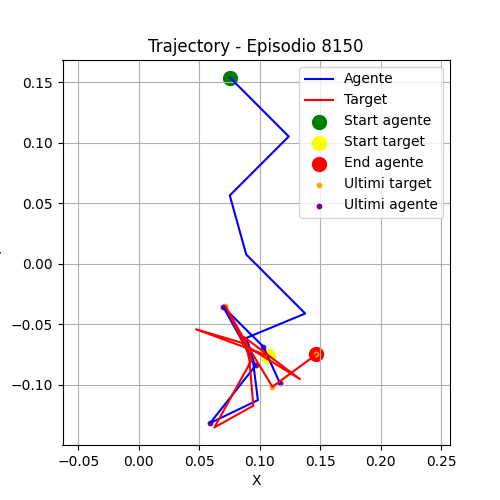 Trajectory - Episodio 8150
Agente
Target
Start agente
Start target
End agente
Ultimi target
Ultimi agente
0.15
0.10
0.05
0.00
−0.05
−0.10
−0.05
0.00
0.05
0.10
0.15
0.20
0.25
X